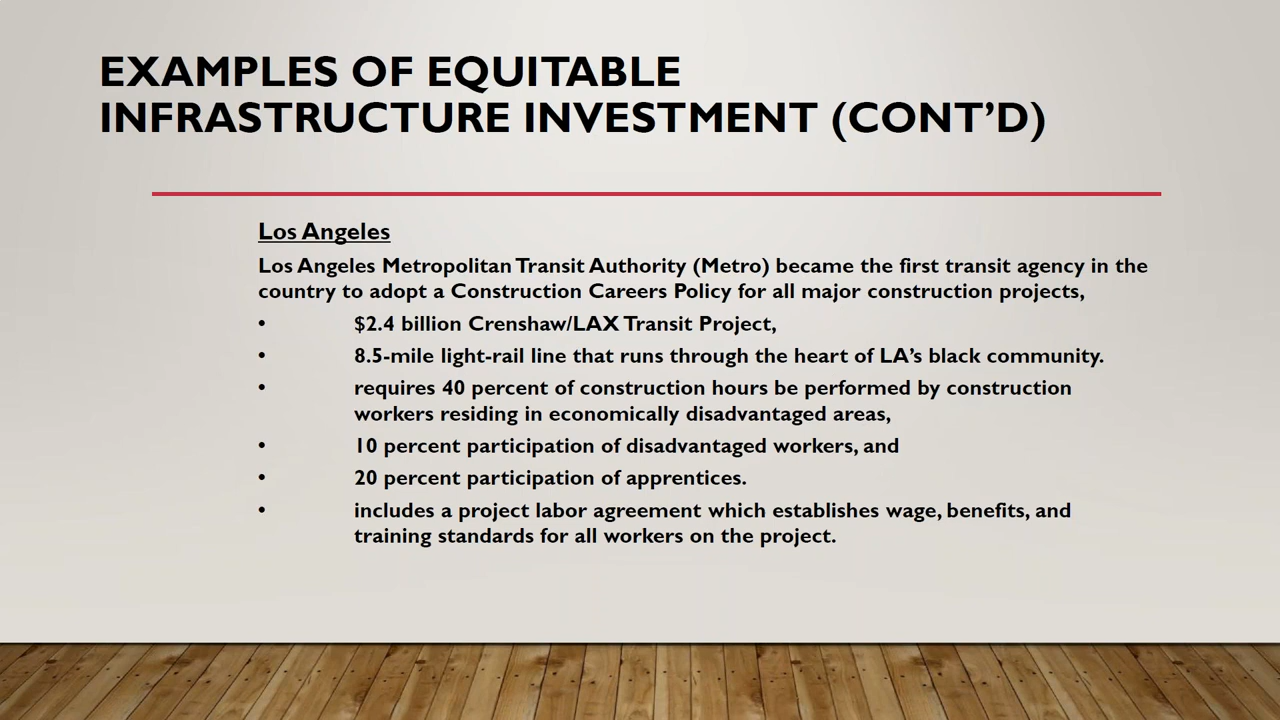 EXAMPLES OF EQUITABLE
INFRASTRUCTURE INVESTMENT (CONT’D)
Los Angeles
Los Angeles Metropolitan Transit Authority (Metro) became the first transit agency in the
country to adopt a Construction Careers Policy for all major construction projects,
• $2.4 billion Crenshaw/LAX Transit Project,
• 8.5-mile light-rail line that runs through the heart of LA’s black community.
• requires 40 percent of construction hours be performed by construction
workers residing in economically disadvantaged areas,
• 10 percent participation of disadvantaged workers, and
• 20 percent participation of apprentices.
• includes a project labor agreement which establishes wage, benefits, and
training standards for all workers on the project.